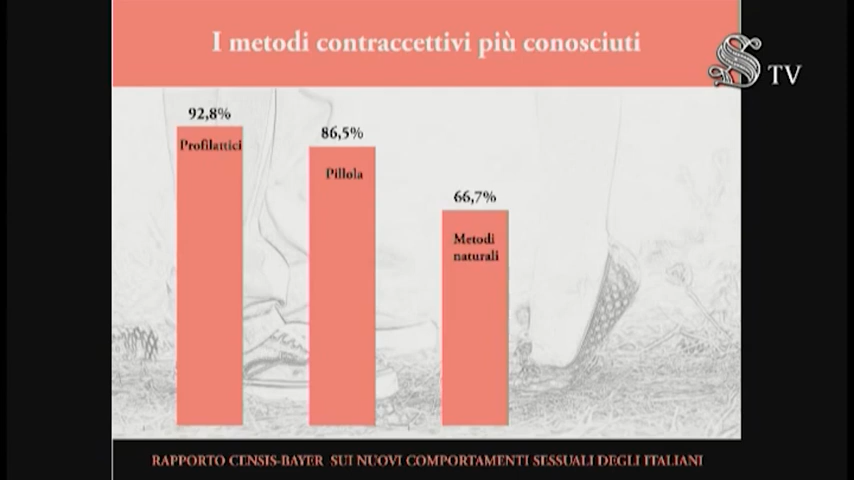 I metodi contraccettivi più conosciuti
S TV
92,8%
Profilattici
86,5%
Pillola
66,7%
Metodi
naturali
RAPPORTO CENSIS-BAYER SUI NUOVI COMPORTAMENTI SESSUALI DEGLI ITALIANI